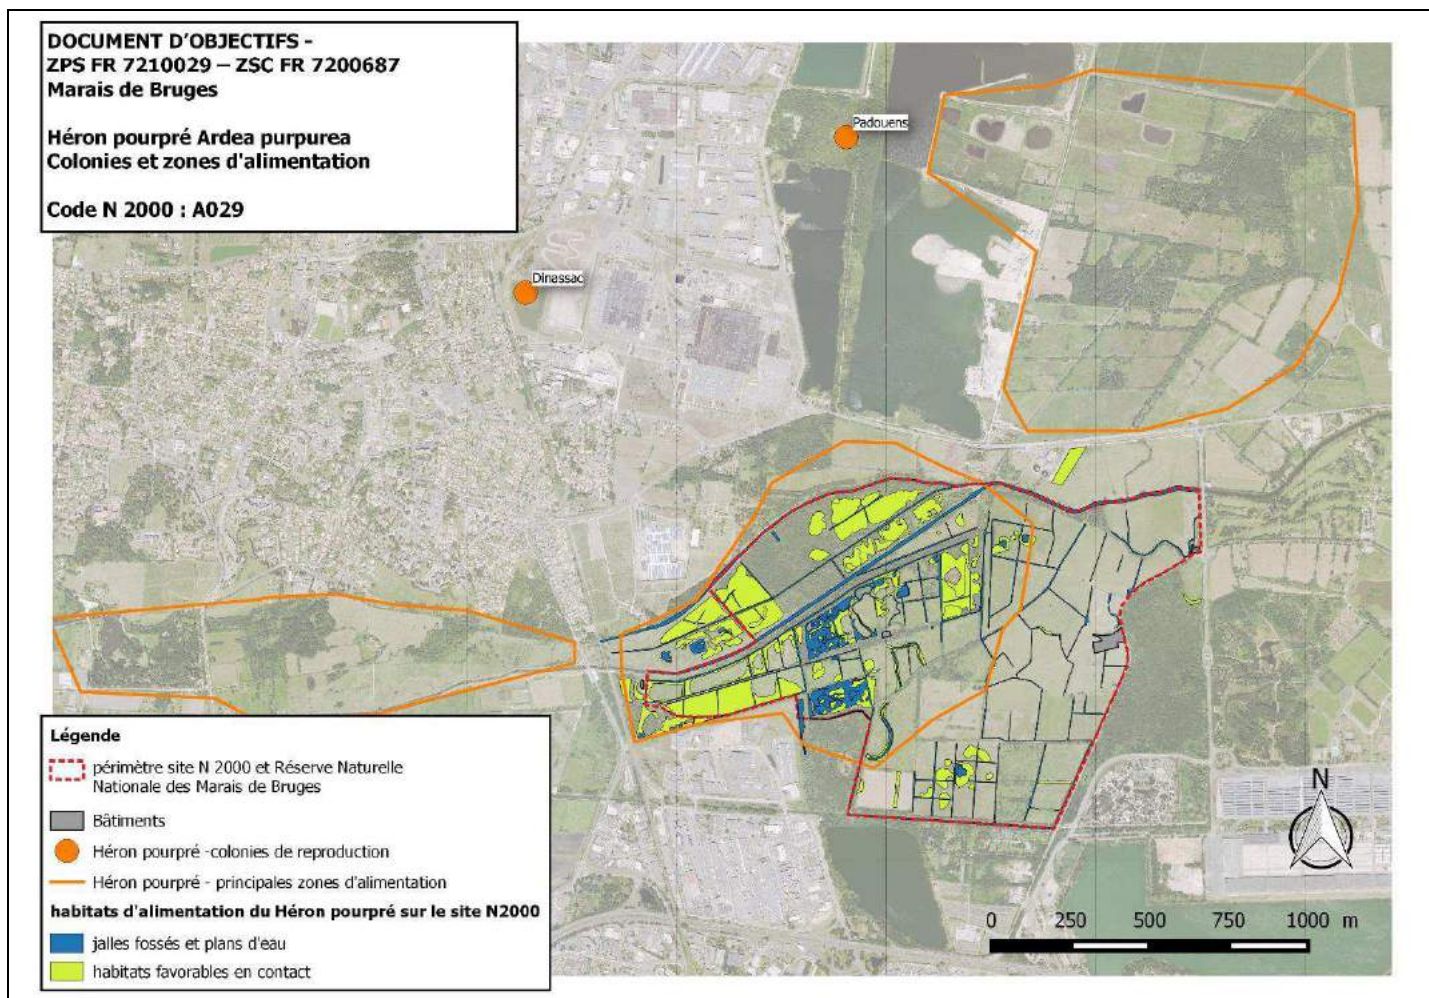 DOCUMENT D'OBJECTIFS -
ZPS FR 7210029 – ZSC FR 7200687
Marais de Bruges
Héron pourpré Ardea purpurea
Colonies et zones d'alimentation
Code N 2000 : A029
Padouens
Dinassac
Légende
périmètre site N 2000 et Réserve Naturelle
Nationale des Marais de Bruges
Bâtiments
Héron pourpré -colonies de reproduction
Héron pourpré - principales zones d'alimentation
habitats d'alimentation du Héron pourpré sur le site N2000
jalles fossés et plans d'eau
habitats favorables en contact
N
0 250 500 750 1000 m